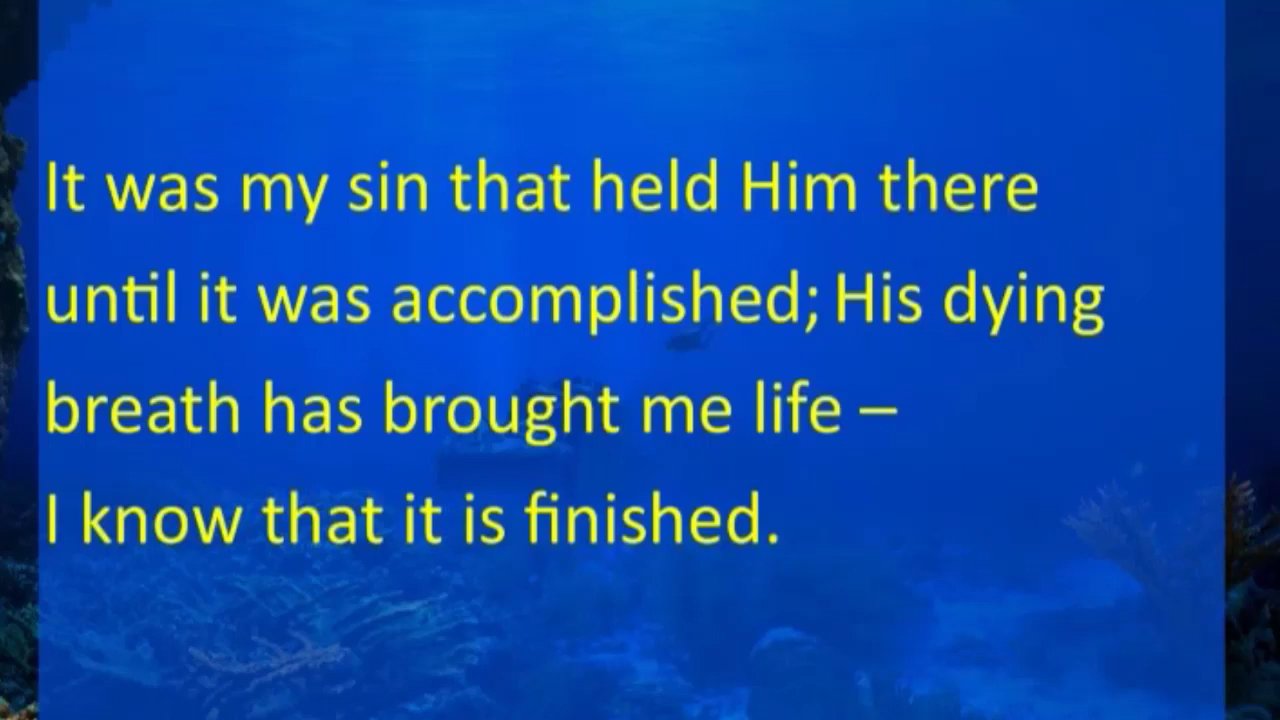 It was my sin that held Him there
until it was accomplished; His dying
breath has brought me life –
I know that it is finished.